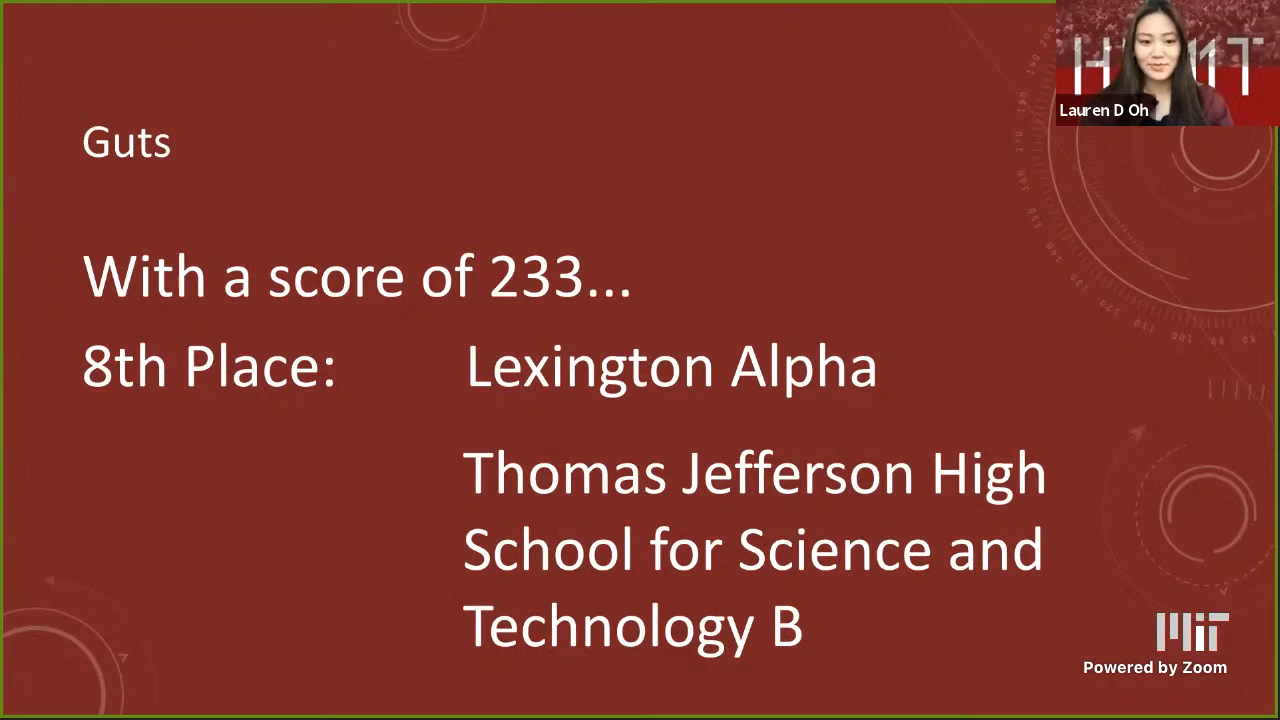 Lauren D Oh
Guts
With a score of 233...
8th Place: Lexington Alpha
Thomas Jefferson High
School for Science and
Technology B
MIT
Powered by Zoom